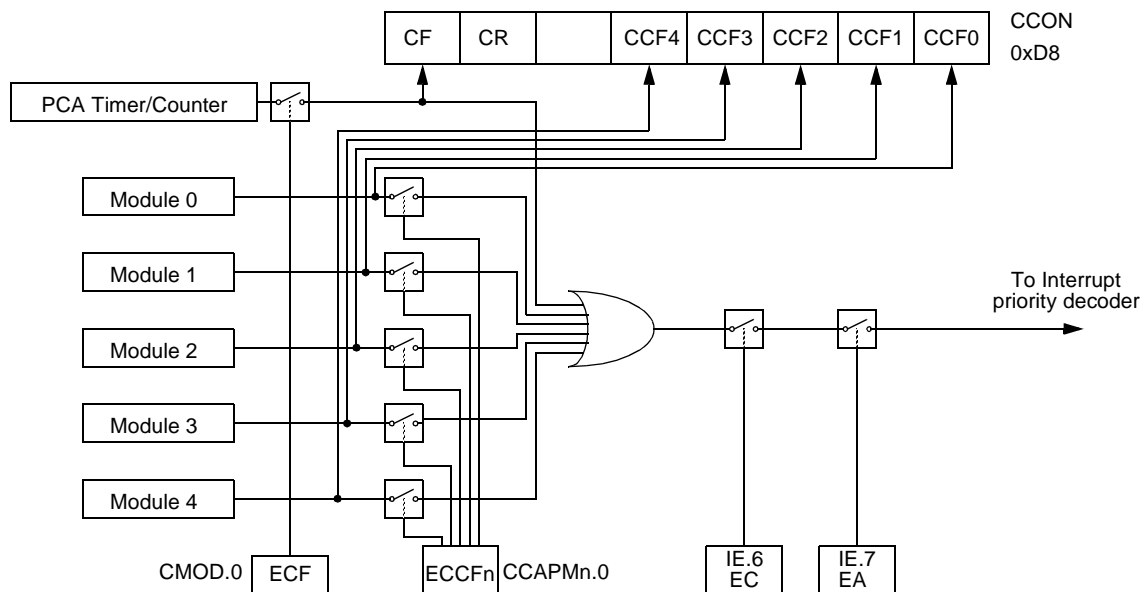 CF CR CCF4 CCF3 CCF2 CCF1 CCF0
CCON
0xD8
PCA Timer/Counter
Module 0
Module 1
Module 2
Module 3
Module 4
To Interrupt
priority decoder
CMOD.0
ECF
ECCFn
CCAPMn.0
IE.6
EC
IE.7
EA